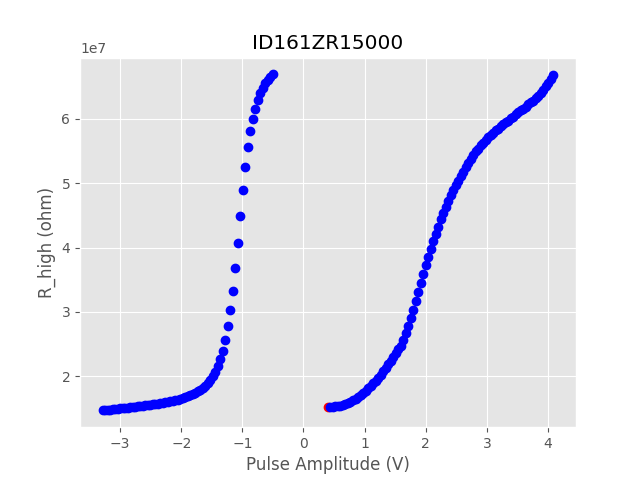 ID161ZR15000
1e7
6
5
4
3
2
R_high (ohm)
−3 −2 −1 0 1 2 3 4
Pulse Amplitude (V)